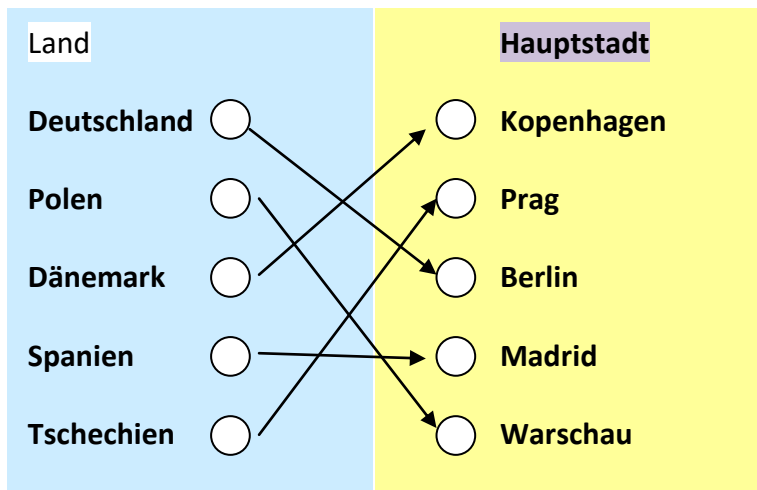 Land Hauptstadt
Deutschland Kopenhagen
Polen Prag
Dänemark Berlin
Spanien Madrid
Tschechien Warschau